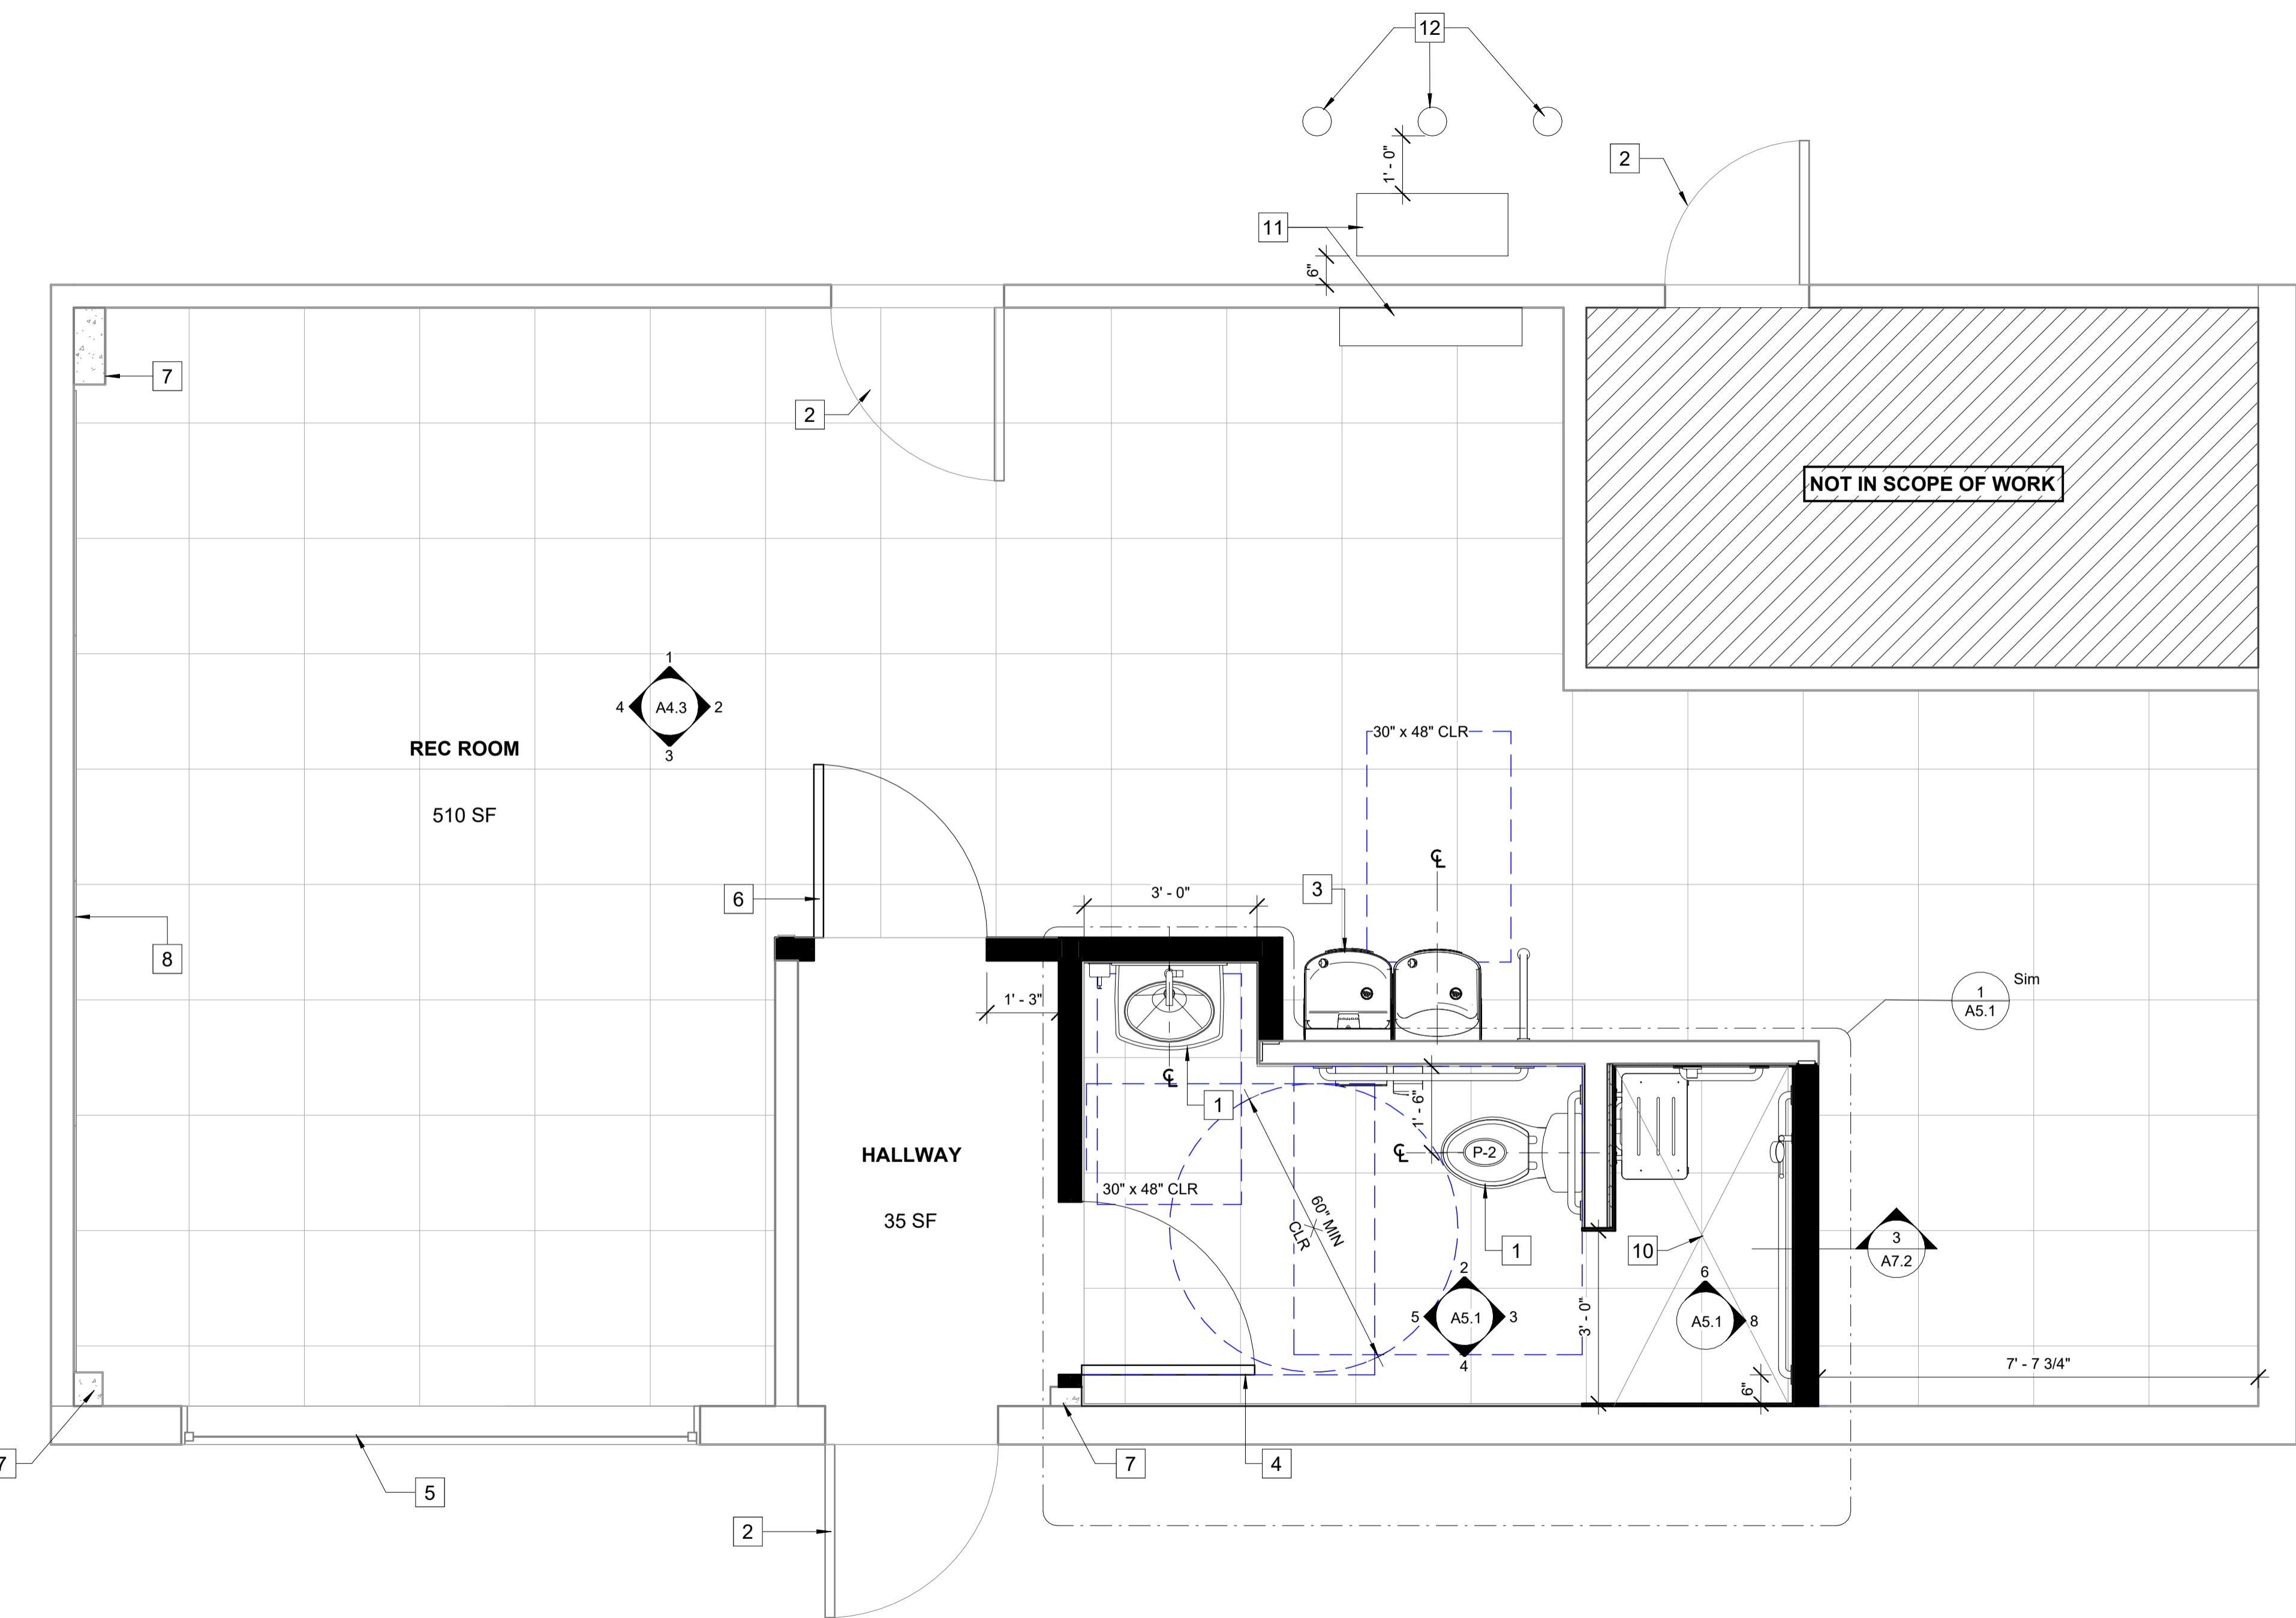 12
1' - 0"
2
11
6"
7
2
NOT IN SCOPE OF WORK
1
4 A4.3 2
3
REC ROOM
510 SF
30" x 48" CLR
6
3' - 0"
3
℄
8
1' - 3"
1
A5.1
Sim
℄
1
1' - 6"
℄
P-2
HALLWAY
35 SF
30" x 48" CLR
60" MIN
CLR
1
10
3
A7.2
2
5 A5.1 3
4
3' - 0"
6
A5.1 8
6"
7' - 7 3/4"
7
5
7
4
2